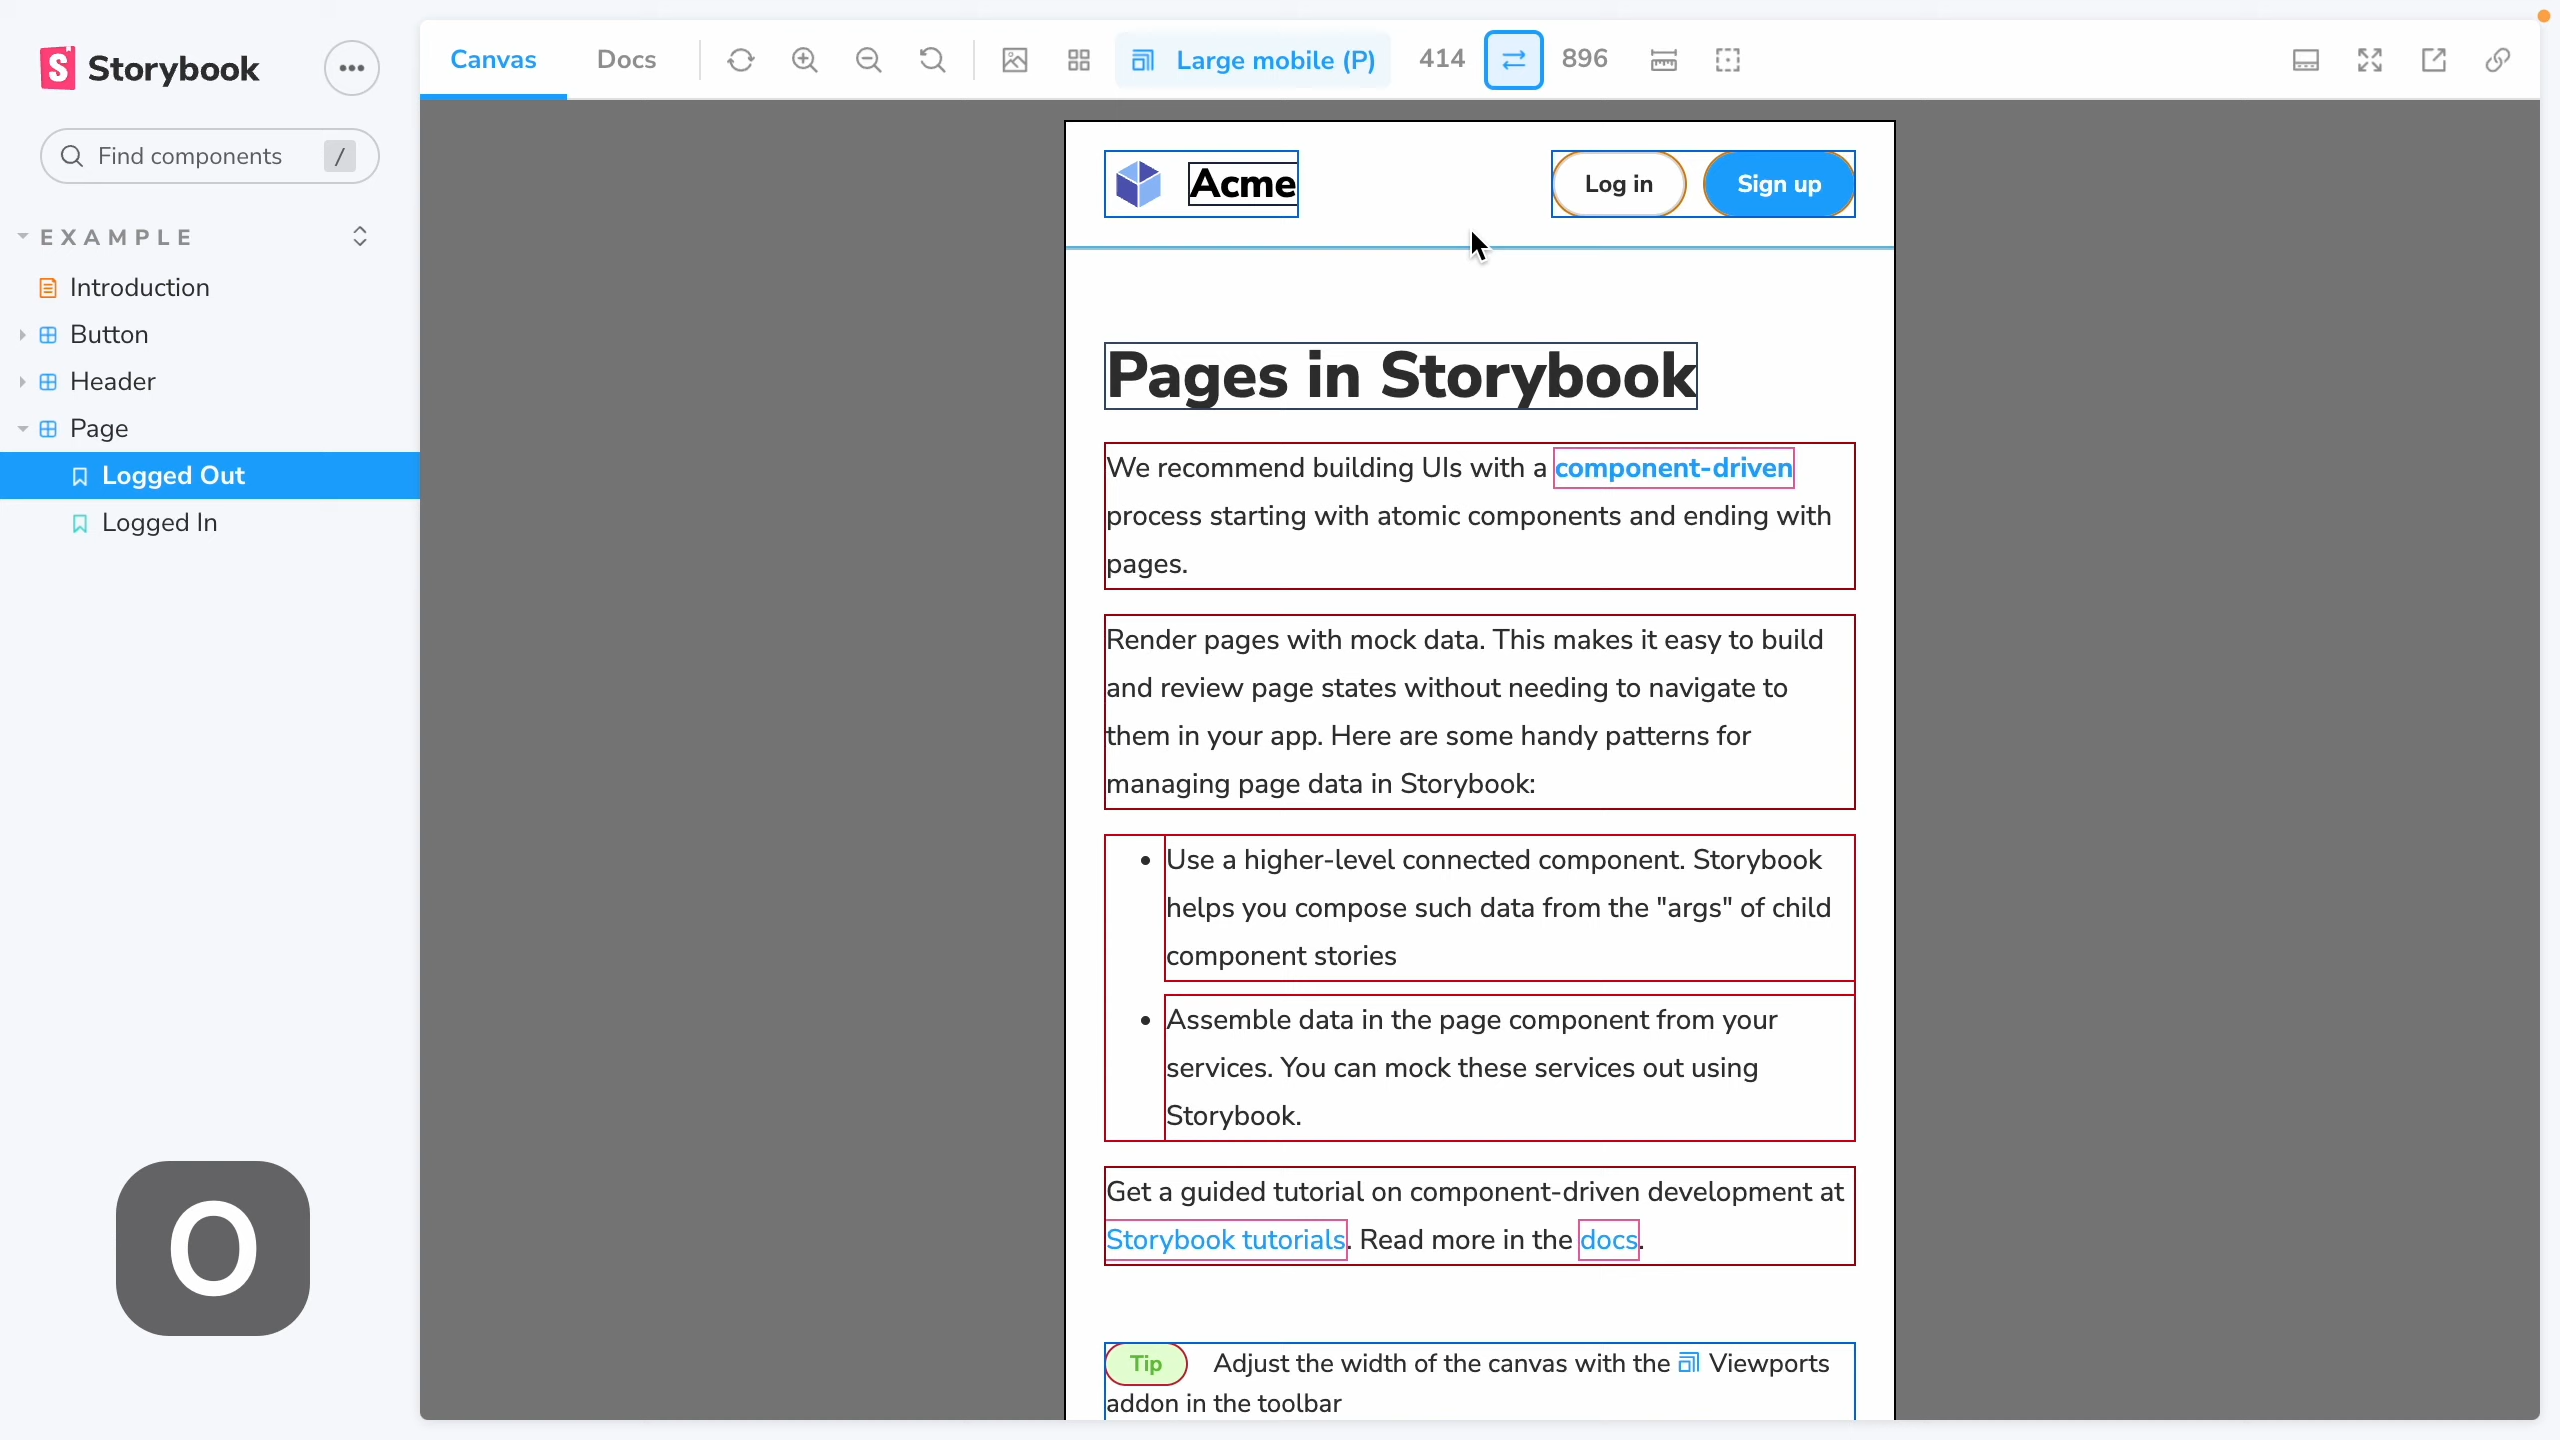 Storybook
Find components /
EXAMPLE
Introduction
Button
Header
Page
Logged Out
Logged In
O
Canvas Docs Large mobile (P) 414 896
Acme Log in Sign up
Pages in Storybook
We recommend building UIs with a component-driven
process starting with atomic components and ending with
pages.
Render pages with mock data. This makes it easy to build
and review page states without needing to navigate to
them in your app. Here are some handy patterns for
managing page data in Storybook:
• Use a higher-level connected component. Storybook
helps you compose such data from the "args" of child
component stories
• Assemble data in the page component from your
services. You can mock these services out using
Storybook.
Get a guided tutorial on component-driven development at
Storybook tutorials. Read more in the docs.
Tip Adjust the width of the canvas with the Viewports
addon in the toolbar